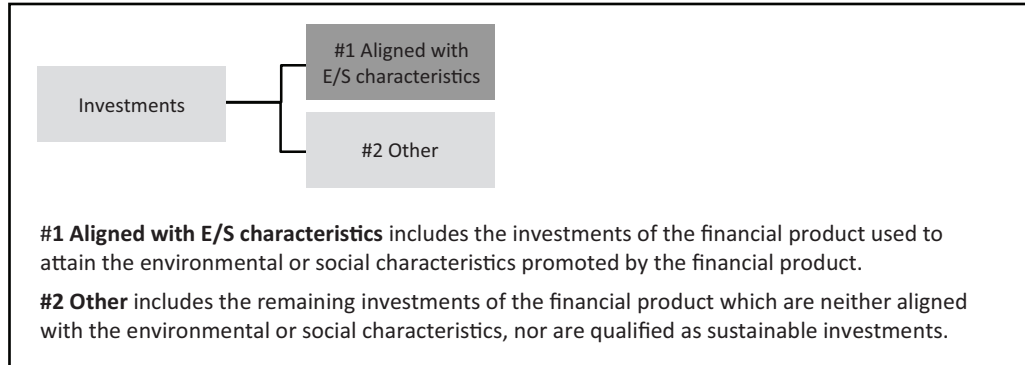 #1 Aligned with
E/S characteristics
Investments
#2 Other
#1 Aligned with E/S characteristics includes the investments of the financial product used to
attain the environmental or social characteristics promoted by the financial product.
#2 Other includes the remaining investments of the financial product which are neither aligned
with the environmental or social characteristics, nor are qualified as sustainable investments.